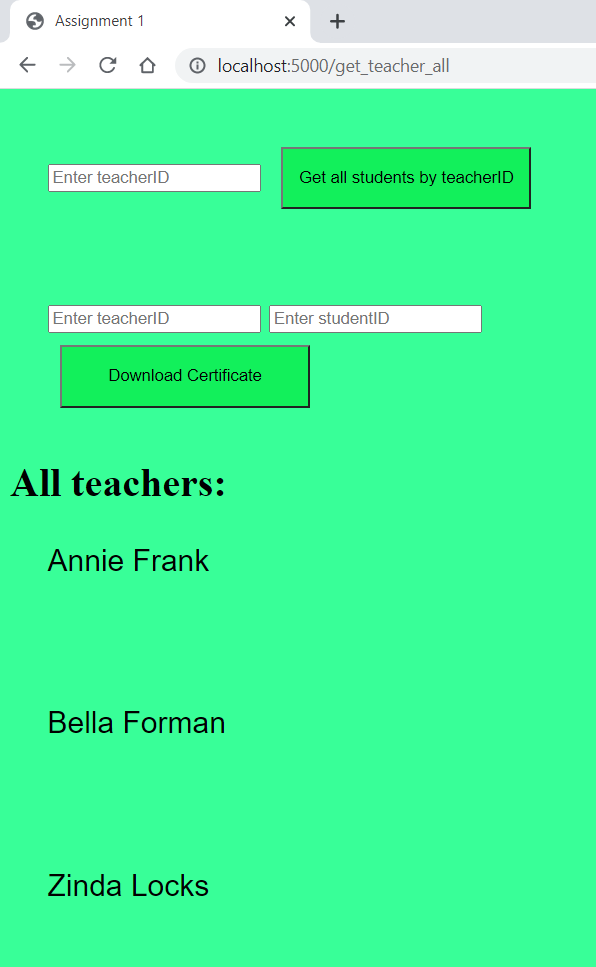 Assignment 1
localhost:5000/get_teacher_all
Enter teacherID Get all students by teacherID
Enter teacherID Enter studentID
Download Certificate
All teachers:
Annie Frank
Bella Forman
Zinda Locks